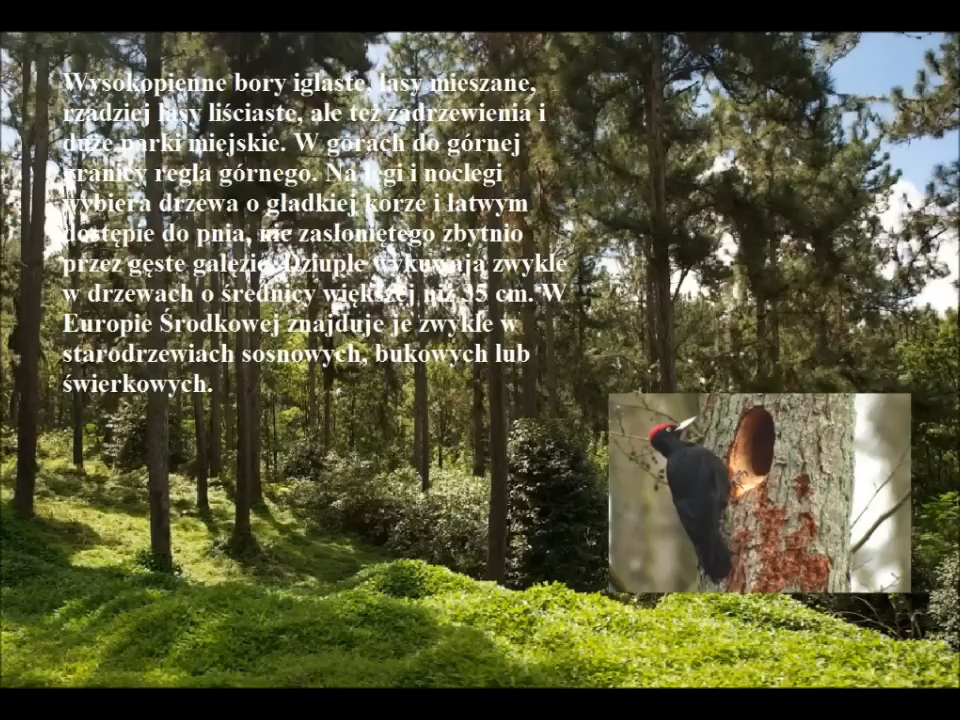 Wysokopienne bory iglaste, lasy mieszane,
rzadziej lasy liściaste, ale też zadrzewienia i
duże parki miejskie. W górach do górnej
granicy regla górnego. Na lęgi i noclegi
wybiera drzewa o gładkiej korze i łatwym
dostępie do pnia, nie zasłoniętego zbytnio
przez gęste gałęzie. Dziuple wykuwają zwykle
w drzewach o średnicy większej niż 35 cm. W
Europie Środkowej znajduje je zwykle w
starodrzewiach sosnowych, bukowych lub
świerkowych.